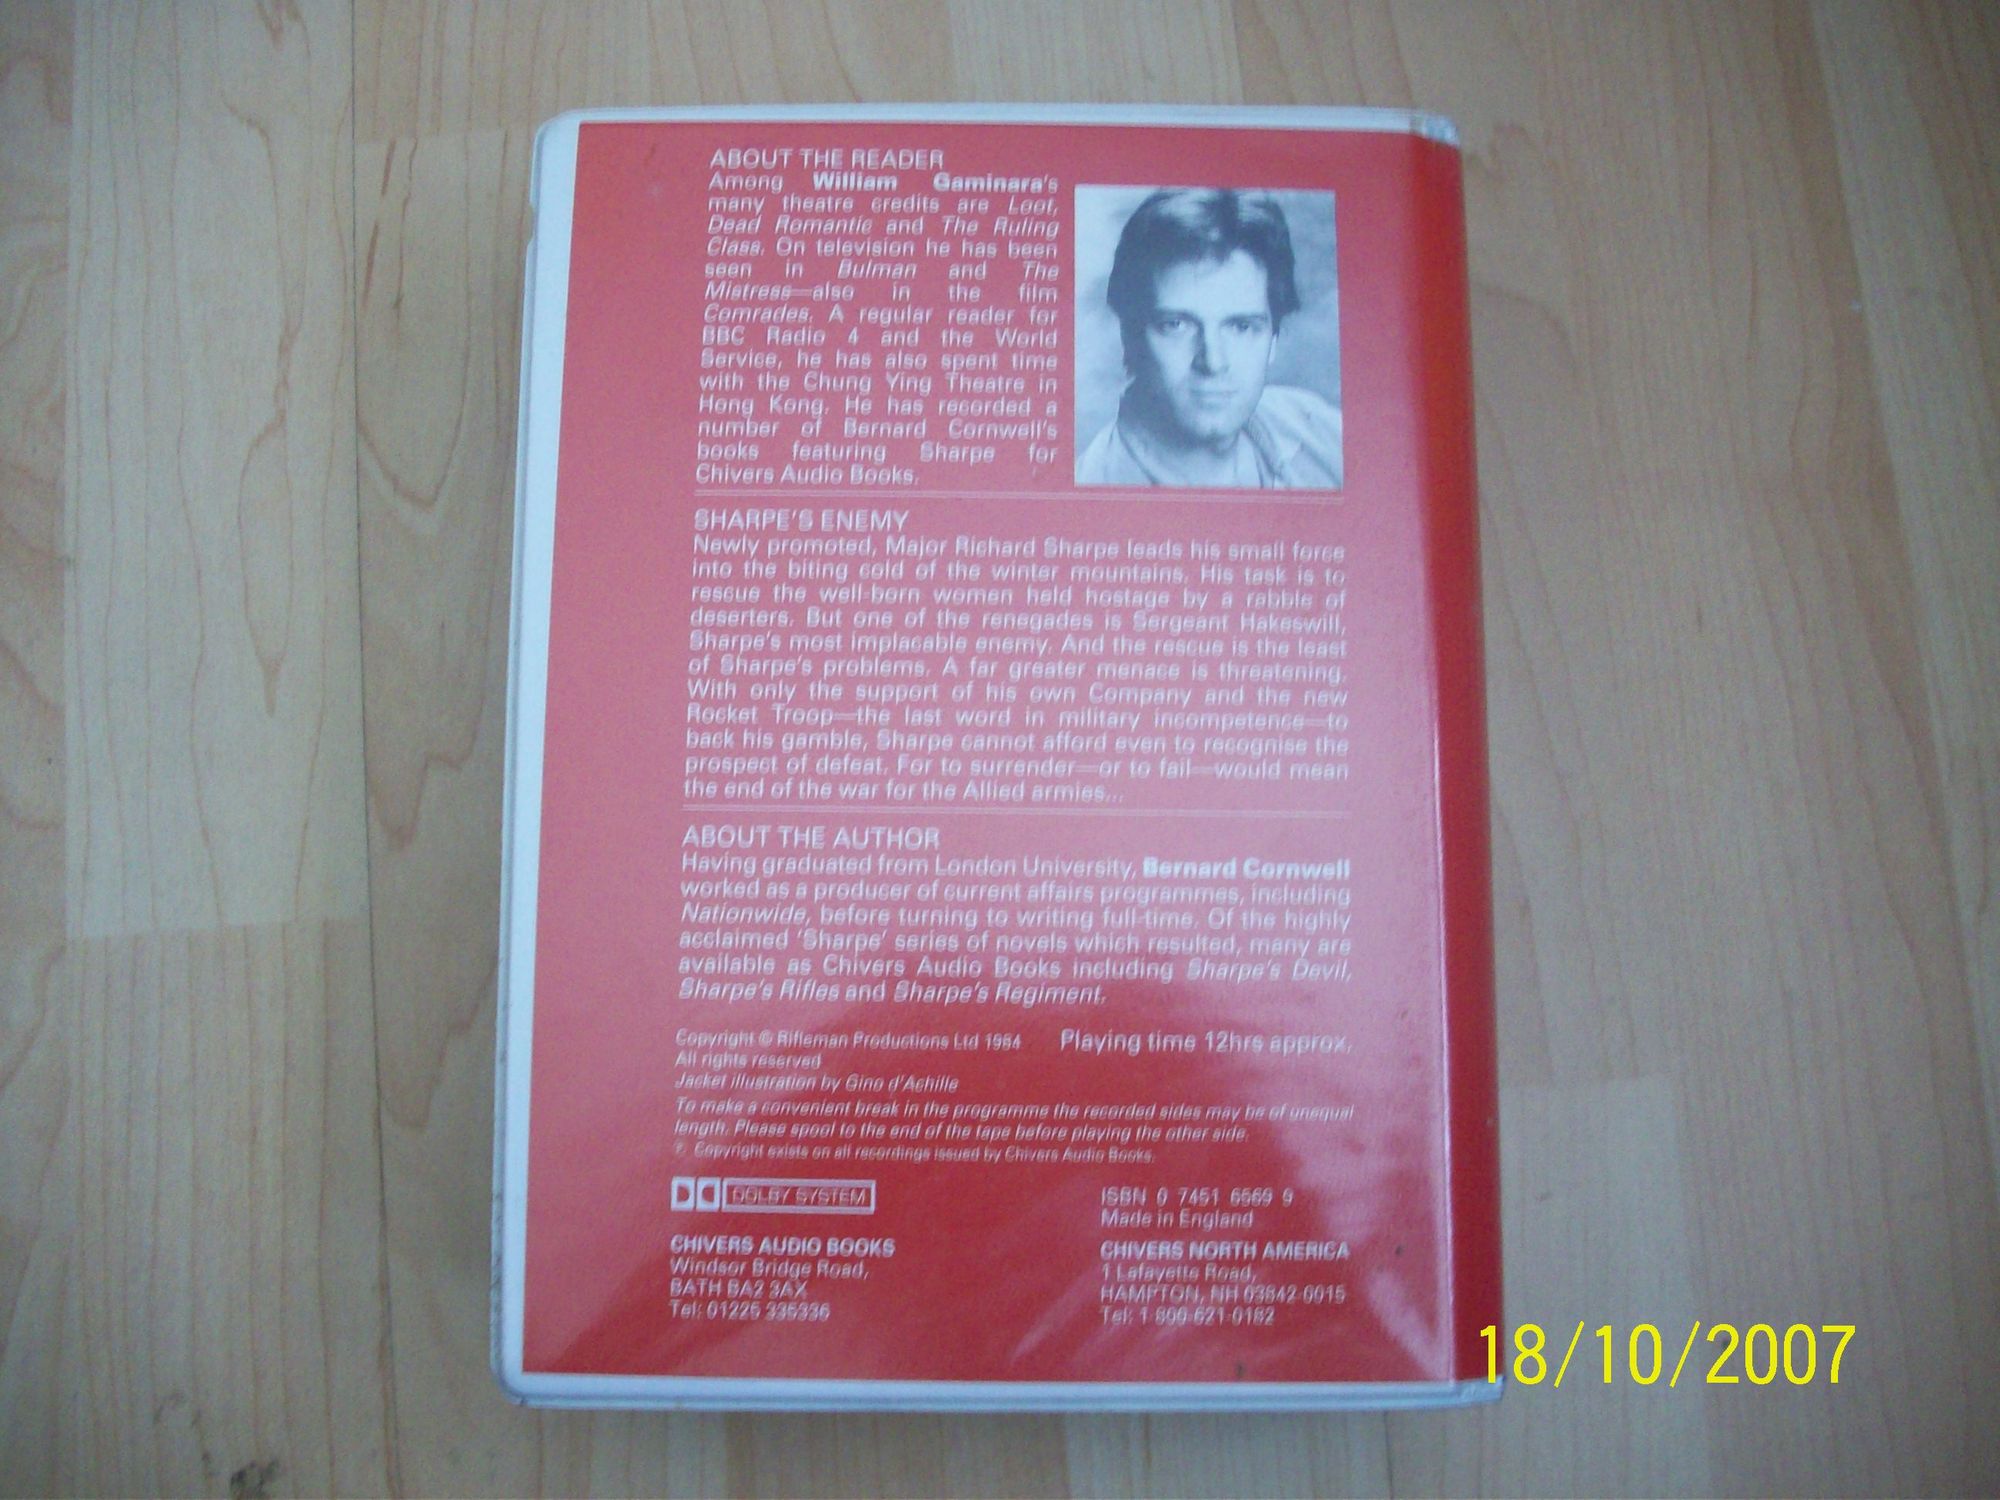 ABOUT THE READER
Among William Gaminara's
many theatre credits are Loot,
Dead Romantic and The Ruling
Class. On television he has been
seen in Bulman and The
Mistress—also in the film
Comrades. A regular reader for
BBC Radio 4 and the World
Service, he has also spent time
with the Chung Ying Theatre in
Hong Kong. He has recorded a
number of Bernard Cornwell's
books featuring Sharpe for
Chivers Audio Books.
SHARPE'S ENEMY
Newly promoted, Major Richard Sharpe leads his small force
into the biting cold of the winter mountains. His task is to
rescue the well-born women held hostage by a rabble of
deserters. But one of the renegades is Sergeant Hakeswill,
Sharpe's most implacable enemy. And the rescue is the least
of Sharpe's problems. A far greater menace is threatening.
With only the support of his own Company and the new
Rocket Troop—the last word in military incompetence—to
back his gamble, Sharpe cannot afford even to recognise the
prospect of defeat. For to surrender—or to fail—would mean
the end of the war for the Allied armies...
ABOUT THE AUTHOR
Having graduated from London University, Bernard Cornwell
worked as a producer of current affairs programmes, including
Nationwide, before turning to writing full-time. Of the highly
acclaimed 'Sharpe' series of novels which resulted, many are
available as Chivers Audio Books including Sharpe's Devil,
Sharpe's Rifles and Sharpe's Regiment.
Copyright © Rifleman Productions Ltd 1984 Playing time 12hrs approx.
All rights reserved
Jacket illustration by Gino d'Achille
To make a convenient break in the programme the recorded sides may be of unequal
length. Please spool to the end of the tape before playing the other side.
Copyright exists on all recordings issued by Chivers Audio Books.
DOLBY SYSTEM
ISBN 0 7451 6569 9
Made in England
CHIVERS AUDIO BOOKS
Windsor Bridge Road,
BATH BA2 3AX
Tel: 01225 335336
CHIVERS NORTH AMERICA
1 Lafayette Road,
HAMPTON, NH 03842-0015
Tel: 1-800-621-0182
18/10/2007